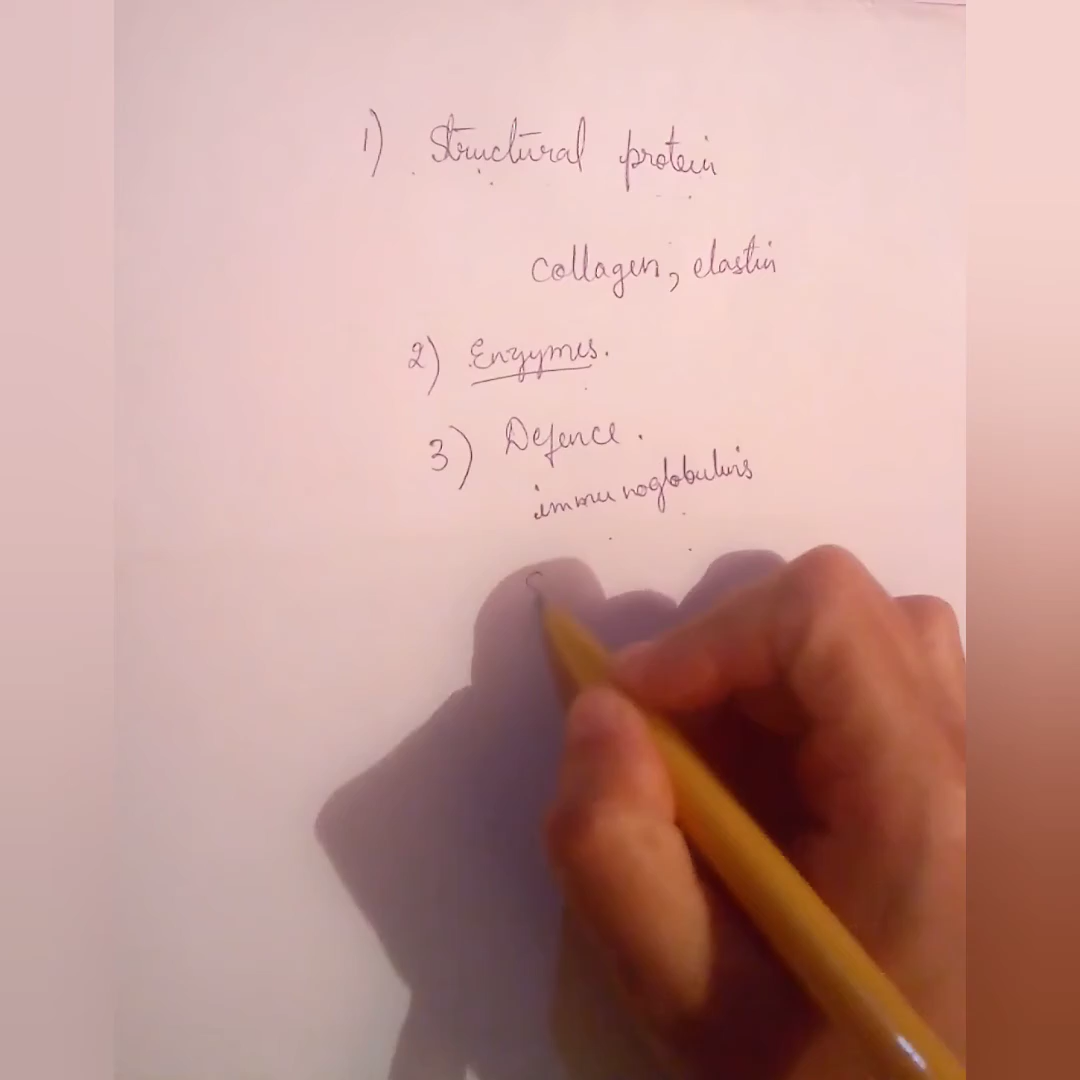 1) Structural protein
collagen, elastin
2) Enzymes.
3) Defence.
immunoglobulins